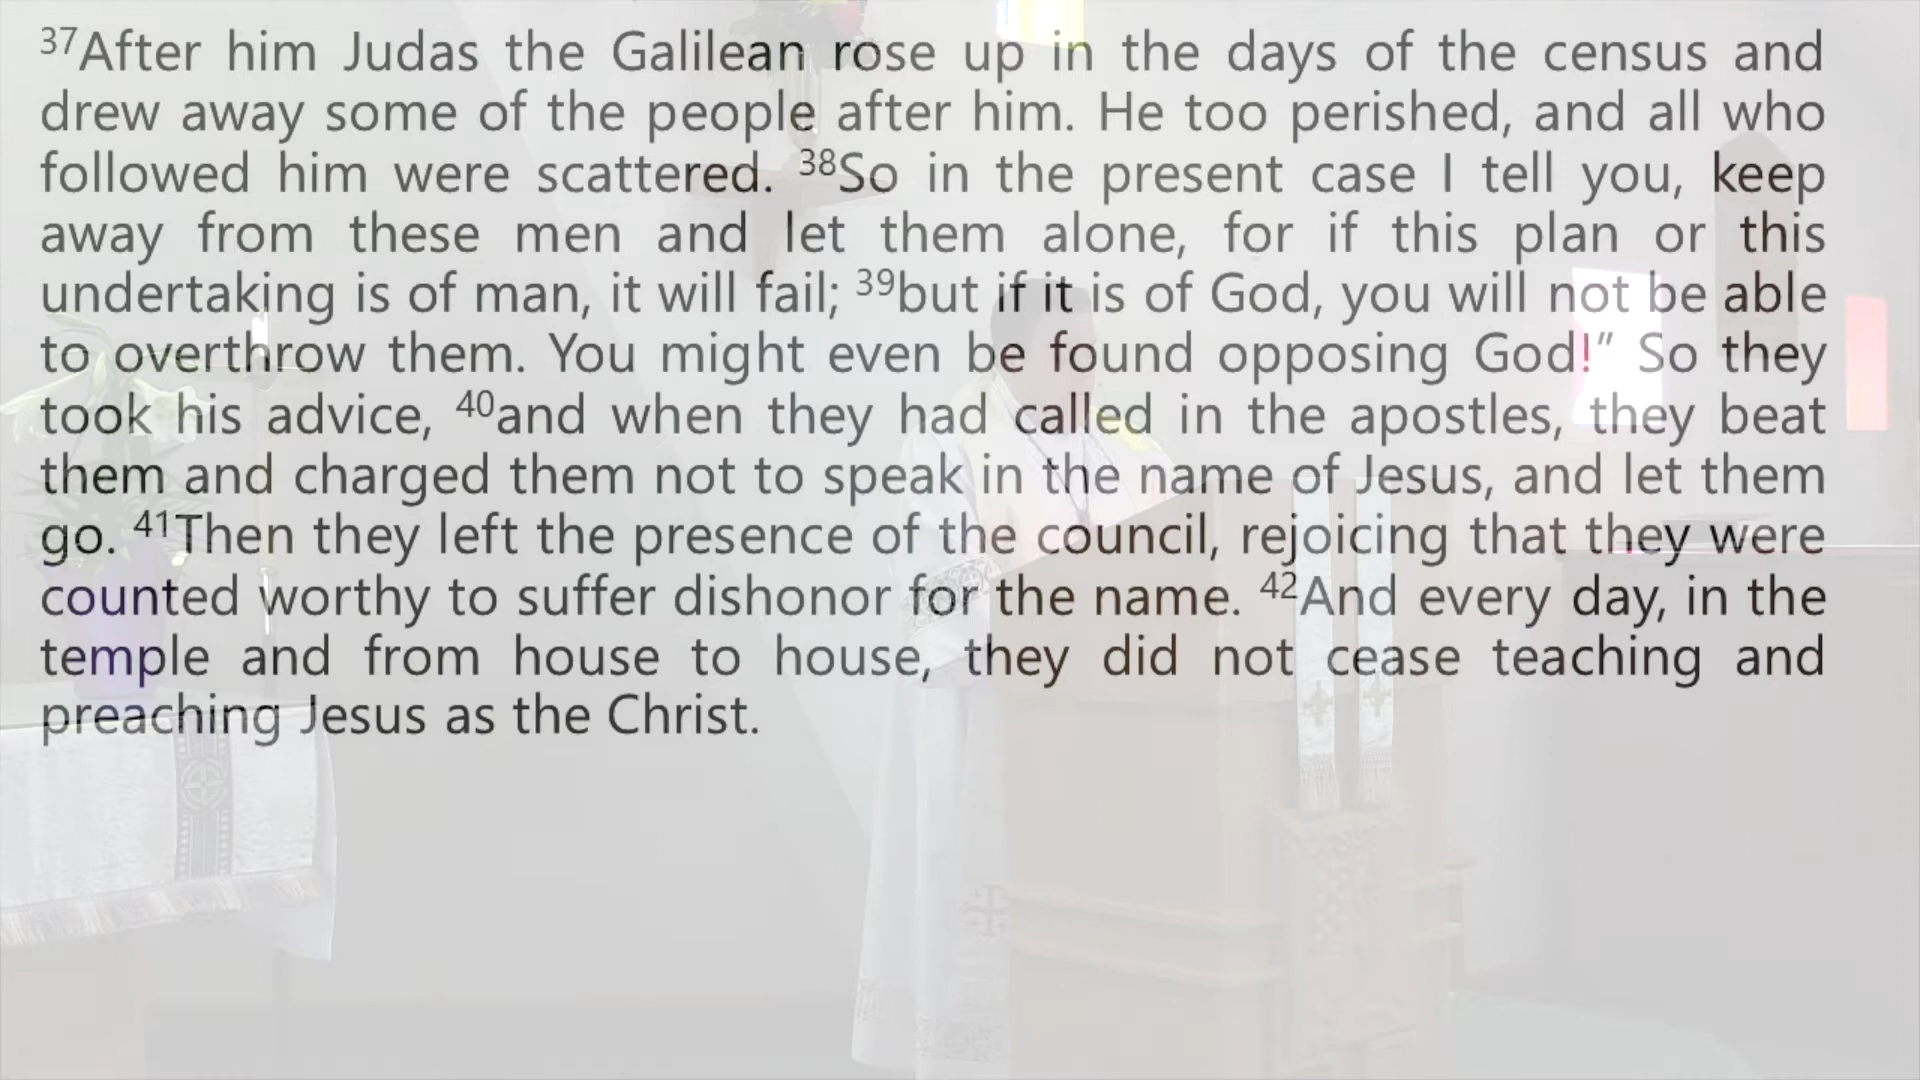 37After him Judas the Galilean rose up in the days of the census and
drew away some of the people after him. He too perished, and all who
followed him were scattered. 38So in the present case I tell you, keep
away from these men and let them alone, for if this plan or this
undertaking is of man, it will fail; 39but if it is of God, you will not be able
to overthrow them. You might even be found opposing God!” So they
took his advice, 40and when they had called in the apostles, they beat
them and charged them not to speak in the name of Jesus, and let them
go. 41Then they left the presence of the council, rejoicing that they were
counted worthy to suffer dishonor for the name. 42And every day, in the
temple and from house to house, they did not cease teaching and
preaching Jesus as the Christ.